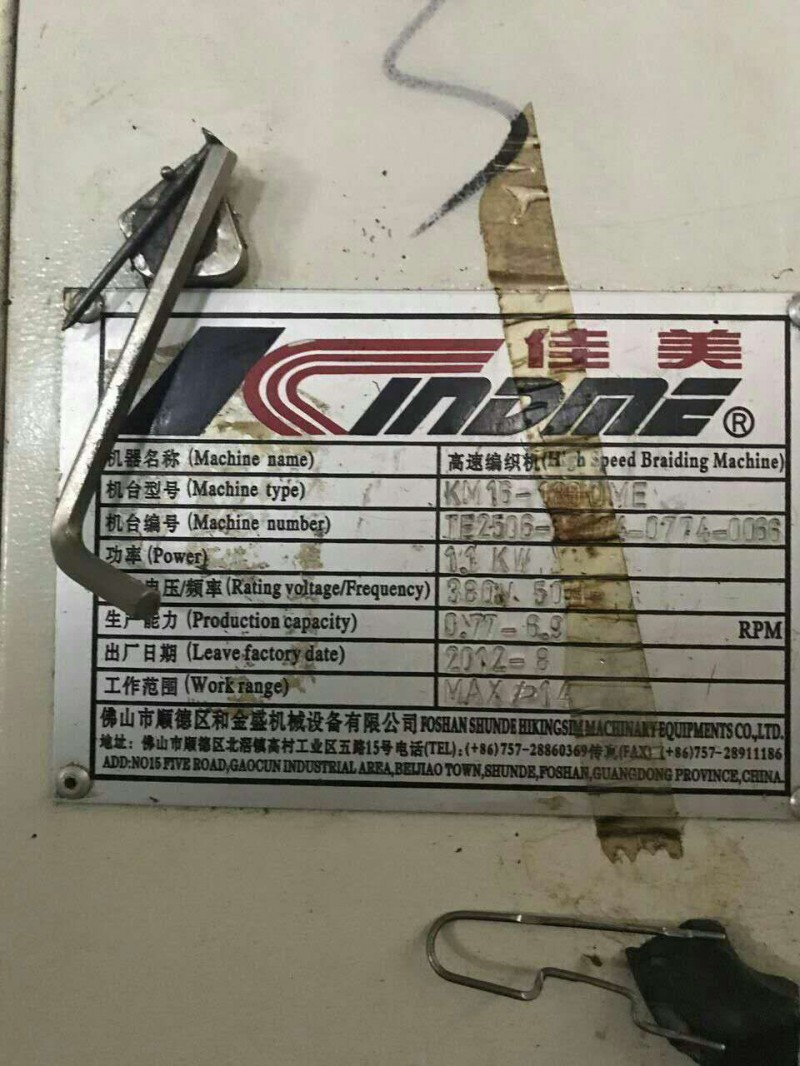 佳美
KINDME®
机器名称 (Machine name) 高速编织机 Braiding Machine)
机台型号 (Machine type)
机台编号 (Machine number)
功率 (Power) 1.1 KW
电压/频率 (Rating voltage/Frequency) 380V
生产能力 (Production capacity) 0.77-6.9 RPM
出厂日期 (Leave factory date) 2012-8
工作范围 (Work range) MAX
佛山市顺德区和金盛机械设备有限公司 FOSHAN SHUNDE HIKINGSIM MACHINARY EQUIPMENTS CO., LTD.
地址: 佛山市顺德区北滘镇高村工业区五路15号 电话(TEL): (+86)757-28860369 传真(FAX): (+86)757-28911186
ADD:NO15 FIVE ROAD, GAOCUN INDUSTRIAL AREA, BEIJIAO TOWN, SHUNDE, FOSHAN, GUANGDONG PROVINCE, CHINA.